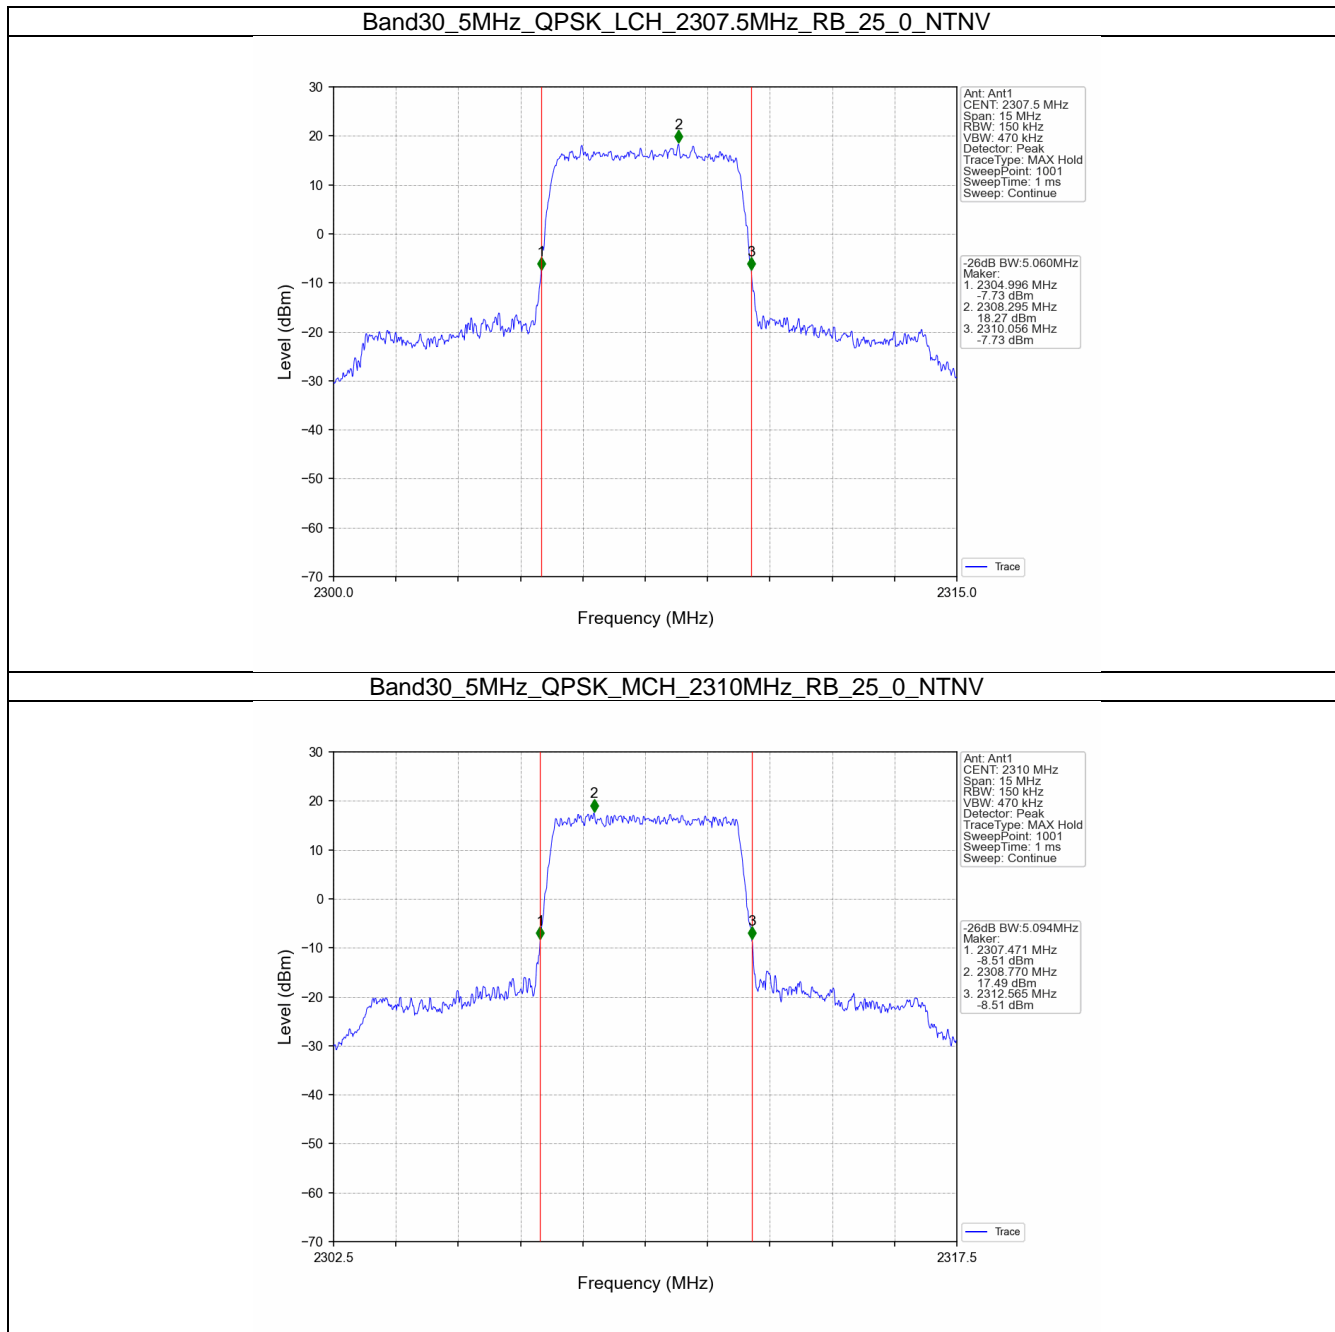 Band30_5MHz_QPSK_LCH_2307.5MHz_RB_25_0_NTNV
30
20
10
0
−10
−20
−30
−40
−50
−60
−70
Level (dBm)
1
2
3
2300.0
2315.0
Frequency (MHz)
Ant: Ant1
CENT: 2307.5 MHz
Span: 15 MHz
RBW: 150 kHz
VBW: 470 kHz
Detector: Peak
TraceType: MAX Hold
SweepPoint: 1001
SweepTime: 1 ms
Sweep: Continue
-26dB BW:5.060MHz
Maker:
1. 2304.996 MHz
-7.73 dBm
2. 2308.295 MHz
18.27 dBm
3. 2310.056 MHz
-7.73 dBm
Trace
Band30_5MHz_QPSK_MCH_2310MHz_RB_25_0_NTNV
30
20
10
0
−10
−20
−30
−40
−50
−60
−70
Level (dBm)
1
2
3
2302.5
2317.5
Frequency (MHz)
Ant: Ant1
CENT: 2310 MHz
Span: 15 MHz
RBW: 150 kHz
VBW: 470 kHz
Detector: Peak
TraceType: MAX Hold
SweepPoint: 1001
SweepTime: 1 ms
Sweep: Continue
-26dB BW:5.094MHz
Maker:
1. 2307.471 MHz
-8.51 dBm
2. 2308.770 MHz
17.49 dBm
3. 2312.565 MHz
-8.51 dBm
Trace